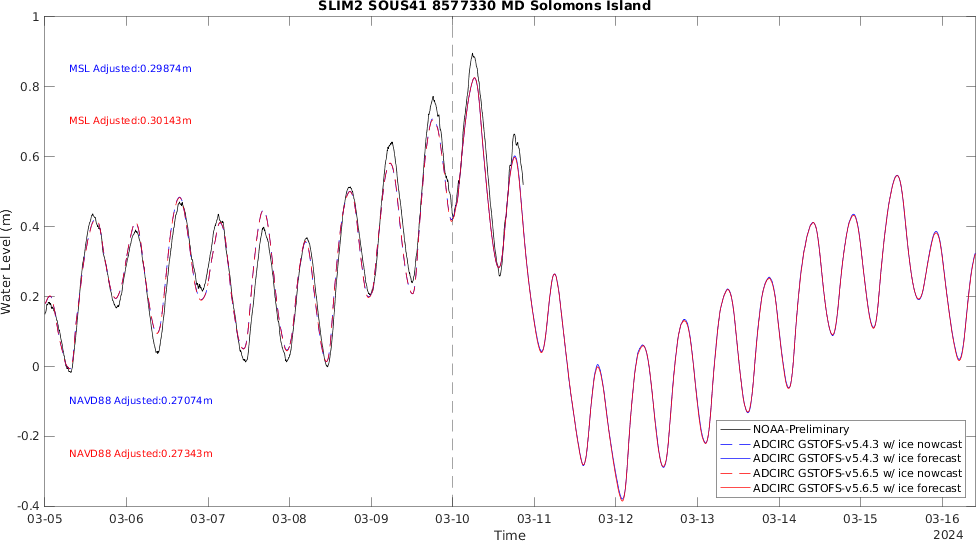 SLIM2 SOUS41 8577330 MD Solomons Island
1
0.8
0.6
0.4
0.2
0
-0.2
-0.4
Water Level (m)
MSL Adjusted:0.29874m
MSL Adjusted:0.30143m
NAVD88 Adjusted:0.27074m
NAVD88 Adjusted:0.27343m
NOAA-Preliminary
ADCIRC GSTOFS-v5.4.3 w/ ice nowcast
ADCIRC GSTOFS-v5.4.3 w/ ice forecast
ADCIRC GSTOFS-v5.6.5 w/ ice nowcast
ADCIRC GSTOFS-v5.6.5 w/ ice forecast
03-05 03-06 03-07 03-08 03-09 03-10 03-11 03-12 03-13 03-14 03-15 03-16
Time
2024